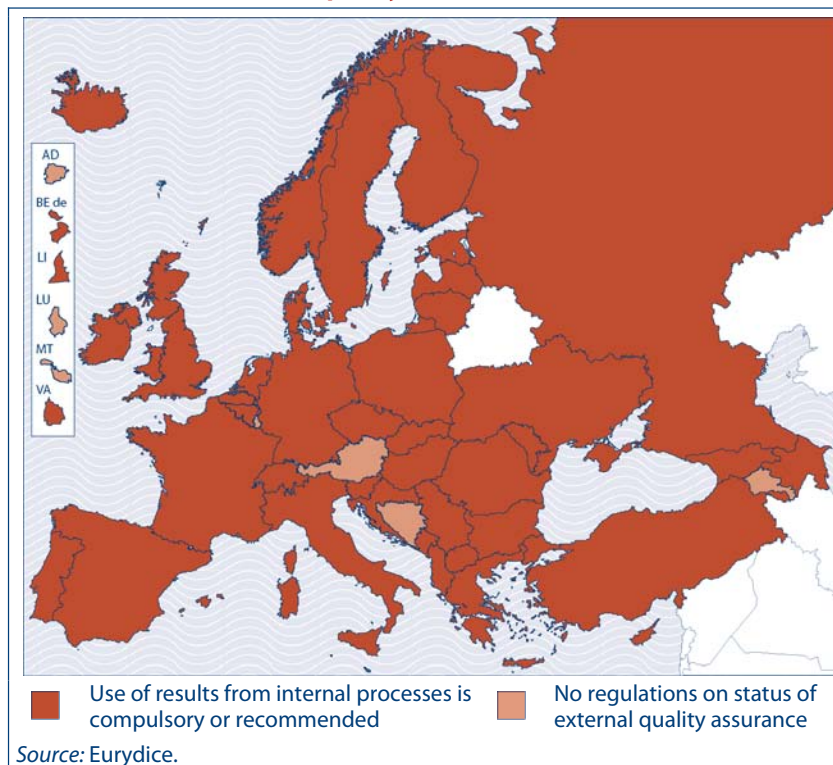 AD
BE de
LI
LU
MT
VA
Use of results from internal processes is
compulsory or recommended
No regulations on status of
external quality assurance
Source: Eurydice.